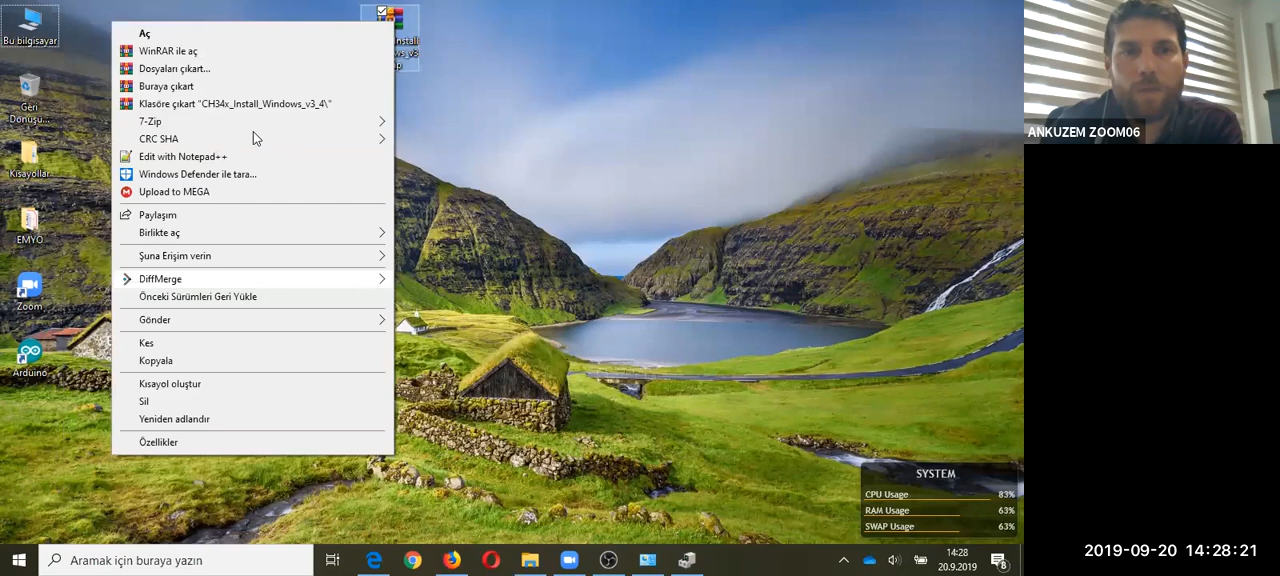 Bu bilgisayar
Geri
Dönüşü...
Kısayollar
EMYO
Zoom
Arduino
Aç
WinRAR ile aç
Dosyaları çıkart...
Buraya çıkart
Klasöre çıkart "CH34x_Install_Windows_v3_4\"
7-Zip
CRC SHA
Edit with Notepad++
Windows Defender ile tara...
Upload to MEGA
Paylaşım
Birlikte aç
Şuna Erişim verin
DiffMerge
Önceki Sürümleri Geri Yükle
Gönder
Kes
Kopyala
Kısayol oluştur
Sil
Yeniden adlandır
Özellikler
ANKUZEM ZOOM06
SYSTEM
CPU Usage 83%
RAM Usage 63%
SWAP Usage 63%
Aramak için buraya yazın
14:28
20.9.2019
8
2019-09-20 14:28:21